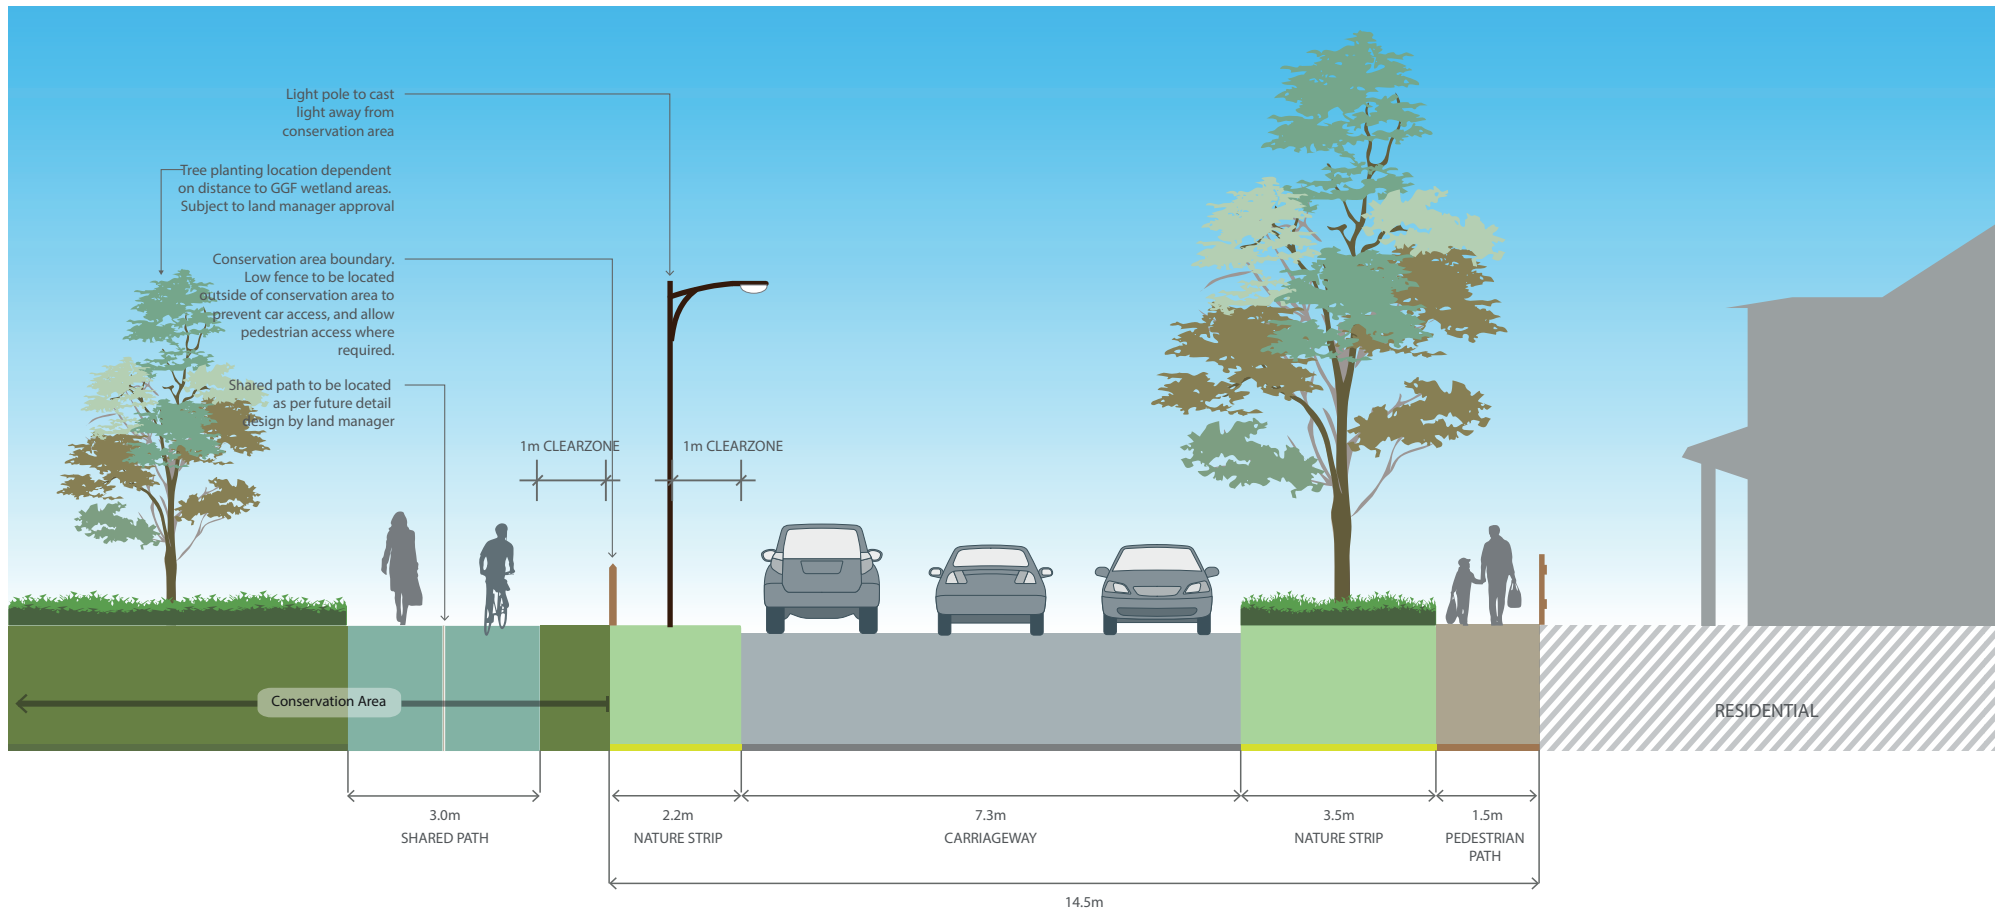 Light pole to cast
light away from
conservation area
Tree planting location dependent
on distance to GGF wetland areas.
Subject to land manager approval
Conservation area boundary.
Low fence to be located
outside of conservation area to
prevent car access, and allow
pedestrian access where
required.
Shared path to be located
as per future detail
design by land manager
1m CLEARZONE
1m CLEARZONE
Conservation Area
RESIDENTIAL
3.0m
SHARED PATH
2.2m
NATURE STRIP
7.3m
CARRIAGEWAY
3.5m
NATURE STRIP
1.5m
PEDESTRIAN
PATH
14.5m